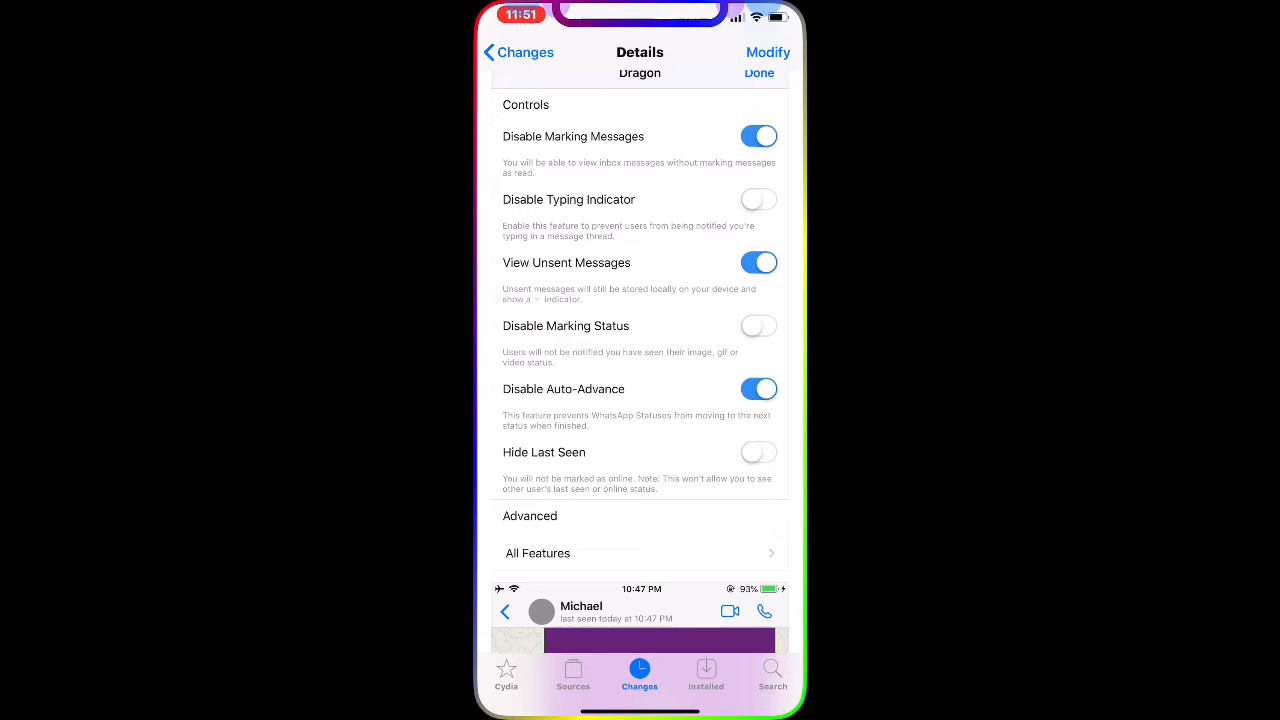 11:51
Changes
Details
Modify
Dragon
Done
Controls
Disable Marking Messages
You will be able to view inbox messages without marking messages
as read.
Disable Typing Indicator
Enable this feature to prevent users from being notified you're
typing in a message thread.
View Unsent Messages
Unsent messages will still be stored locally on your device and
show a - indicator.
Disable Marking Status
Users will not be notified you have seen their image, gif or
video status.
Disable Auto-Advance
This feature prevents WhatsApp Statuses from moving to the next
status when finished.
Hide Last Seen
You will not be marked as online. Note: This won't allow you to see
other user's last seen or online status.
Advanced
All Features
10:47 PM
93%
Michael
last seen today at 10:47 PM
Cydia
Sources
Changes
Installed
Search